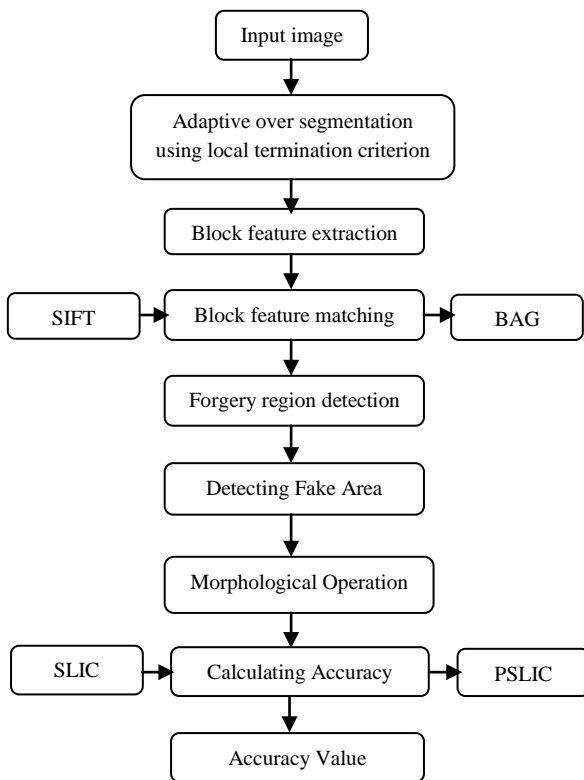 Input image
Adaptive over segmentation
using local termination criterion
Block feature extraction
SIFT
Block feature matching
BAG
Forgery region detection
Detecting Fake Area
Morphological Operation
SLIC
Calculating Accuracy
PSLIC
Accuracy Value